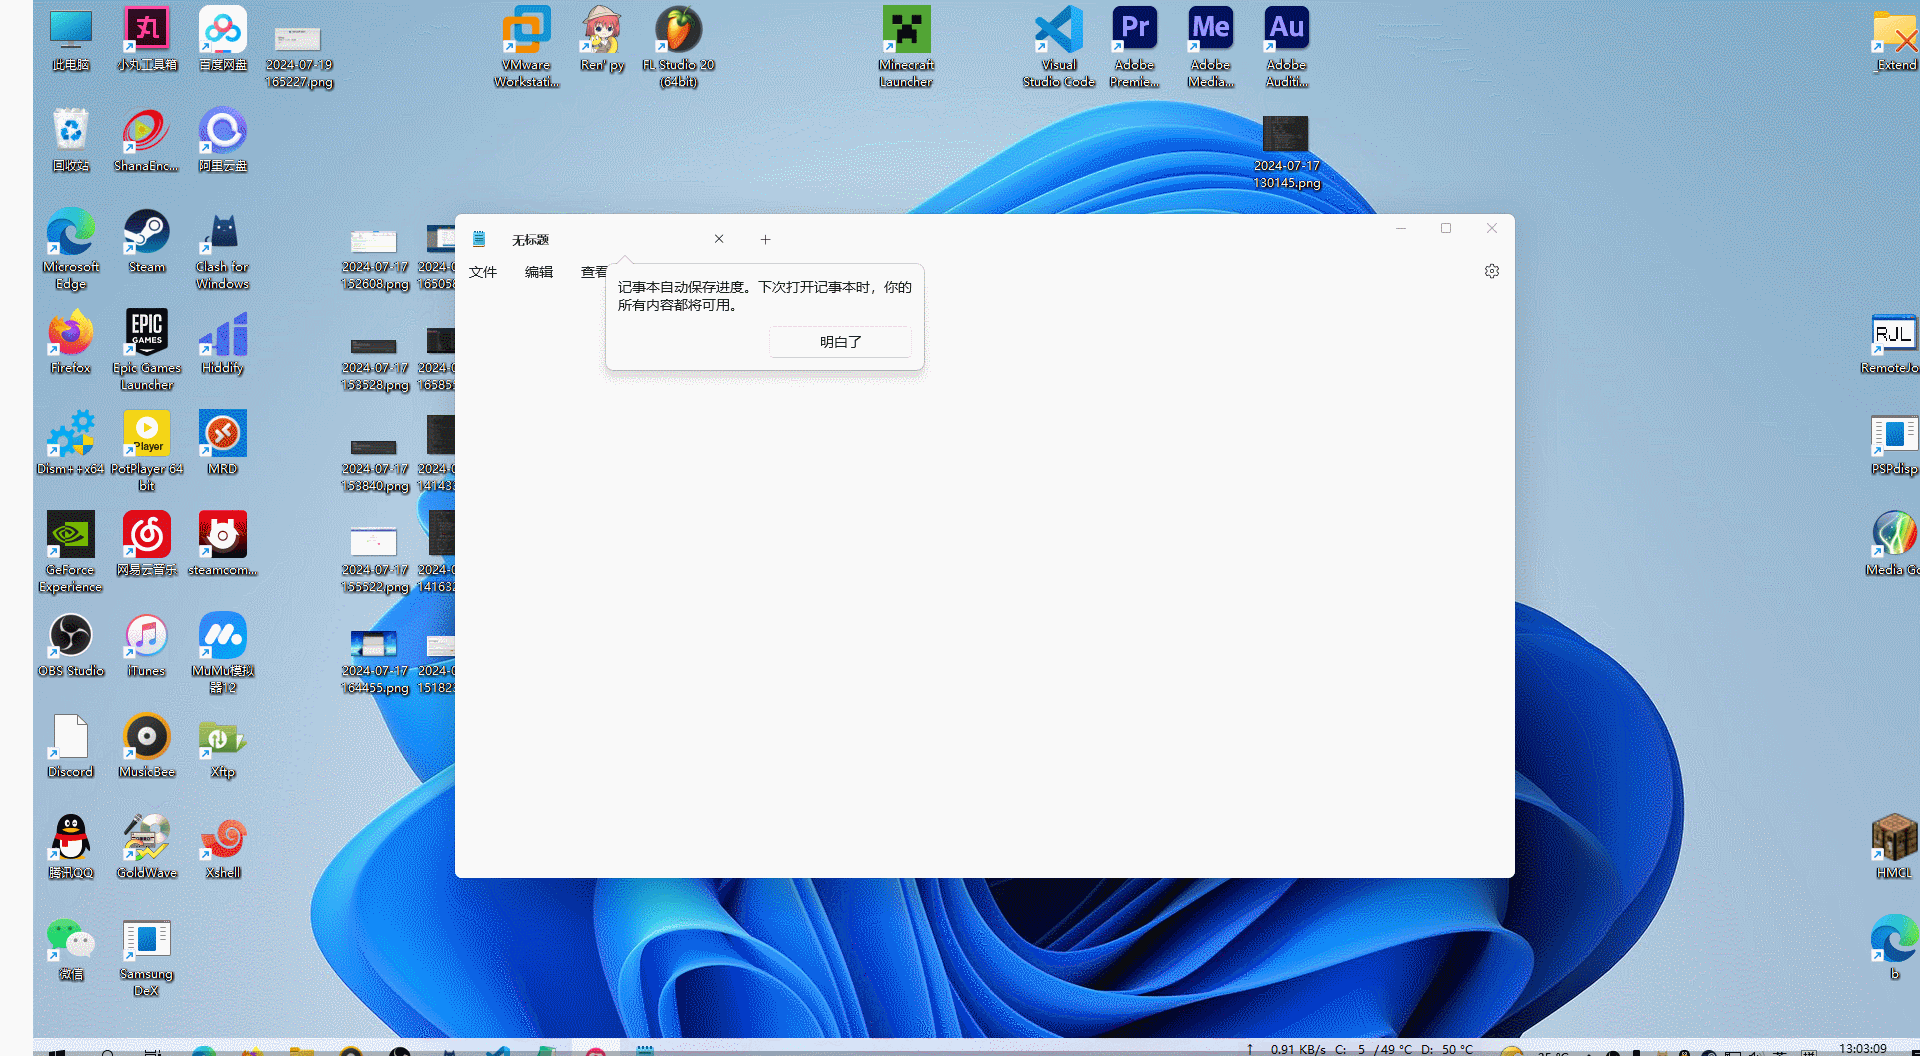 此电脑
小丸工具箱
百度网盘
2024-07-19
165227.png
VMware
Workstati...
Ren' py
FL Studio 20
(64bit)
Minecraft
Launcher
Visual
Studio Code
Adobe
Premie...
Adobe
Media...
Adobe
Auditi...
_Extend
回收站
ShanaEnc...
阿里云盘
2024-07-17
130145.png
Microsoft
Edge
Steam
Clash for
Windows
2024-07-17
152608.png
2024-0
165058
Firefox
Epic Games
Launcher
Hiddify
2024-07-17
153528.png
2024-0
Dism++x64
PotPlayer 64
bit
MRD
2024-07-17
153840.png
2024-0
GeForce
Experience
网易云音乐
steamcom...
2024-07-17
155522.png
2024-0
OBS Studio
iTunes
MuMu模拟
器12
2024-07-17
164455.png
2024-0
Discord
MusicBee
Xftp
腾讯QQ
GoldWave
Xshell
微信
Samsung
DeX
无标题
文件 编辑 查看
记事本自动保存进度。下次打开记事本时，你的
所有内容都将可用。
明白了
RJL
RemoteJo
PSPdisp
Media Go
HMCL
b
0.91 KB/s C: 5 /49 °C D: 50 °C
13:03:09